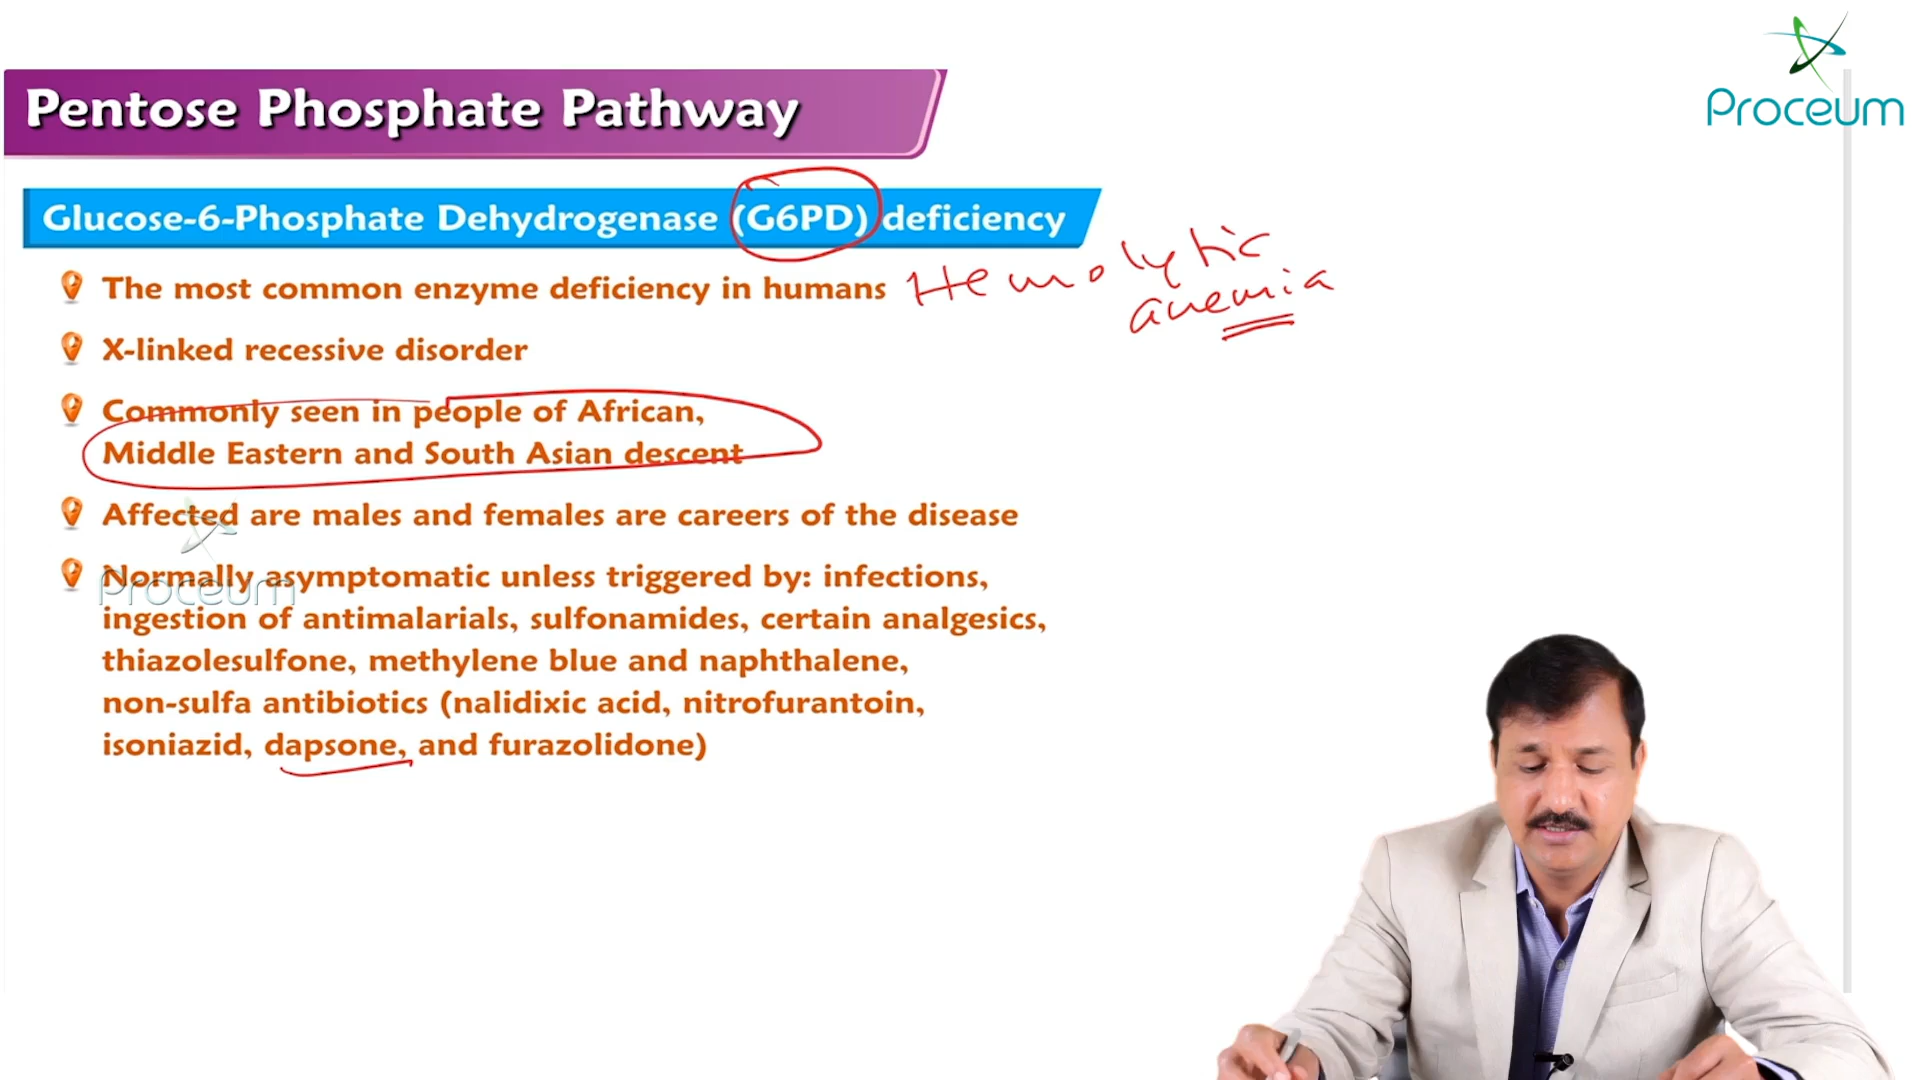 Proceum
Pentose Phosphate Pathway
Glucose-6-Phosphate Dehydrogenase (G6PD) deficiency
The most common enzyme deficiency in humans
Hemolytic
anemia
X-linked recessive disorder
Commonly seen in people of African,
Middle Eastern and South Asian descent
Affected are males and females are careers of the disease
Normally asymptomatic unless triggered by: infections,
Proceum
ingestion of antimalarials, sulfonamides, certain analgesics,
thiazolesulfone, methylene blue and naphthalene,
non-sulfa antibiotics (nalidixic acid, nitrofurantoin,
isoniazid, dapsone, and furazolidone)